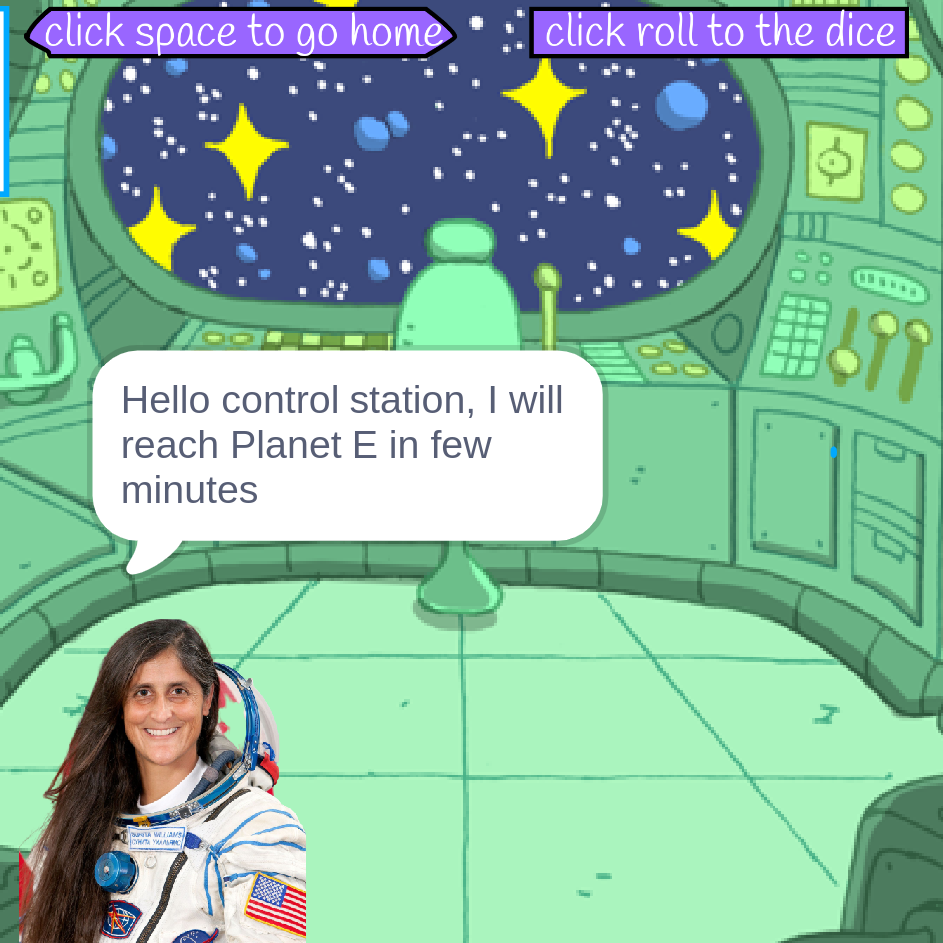 click space to go home
click roll to the dice
Hello control station, I will
reach Planet E in few
minutes